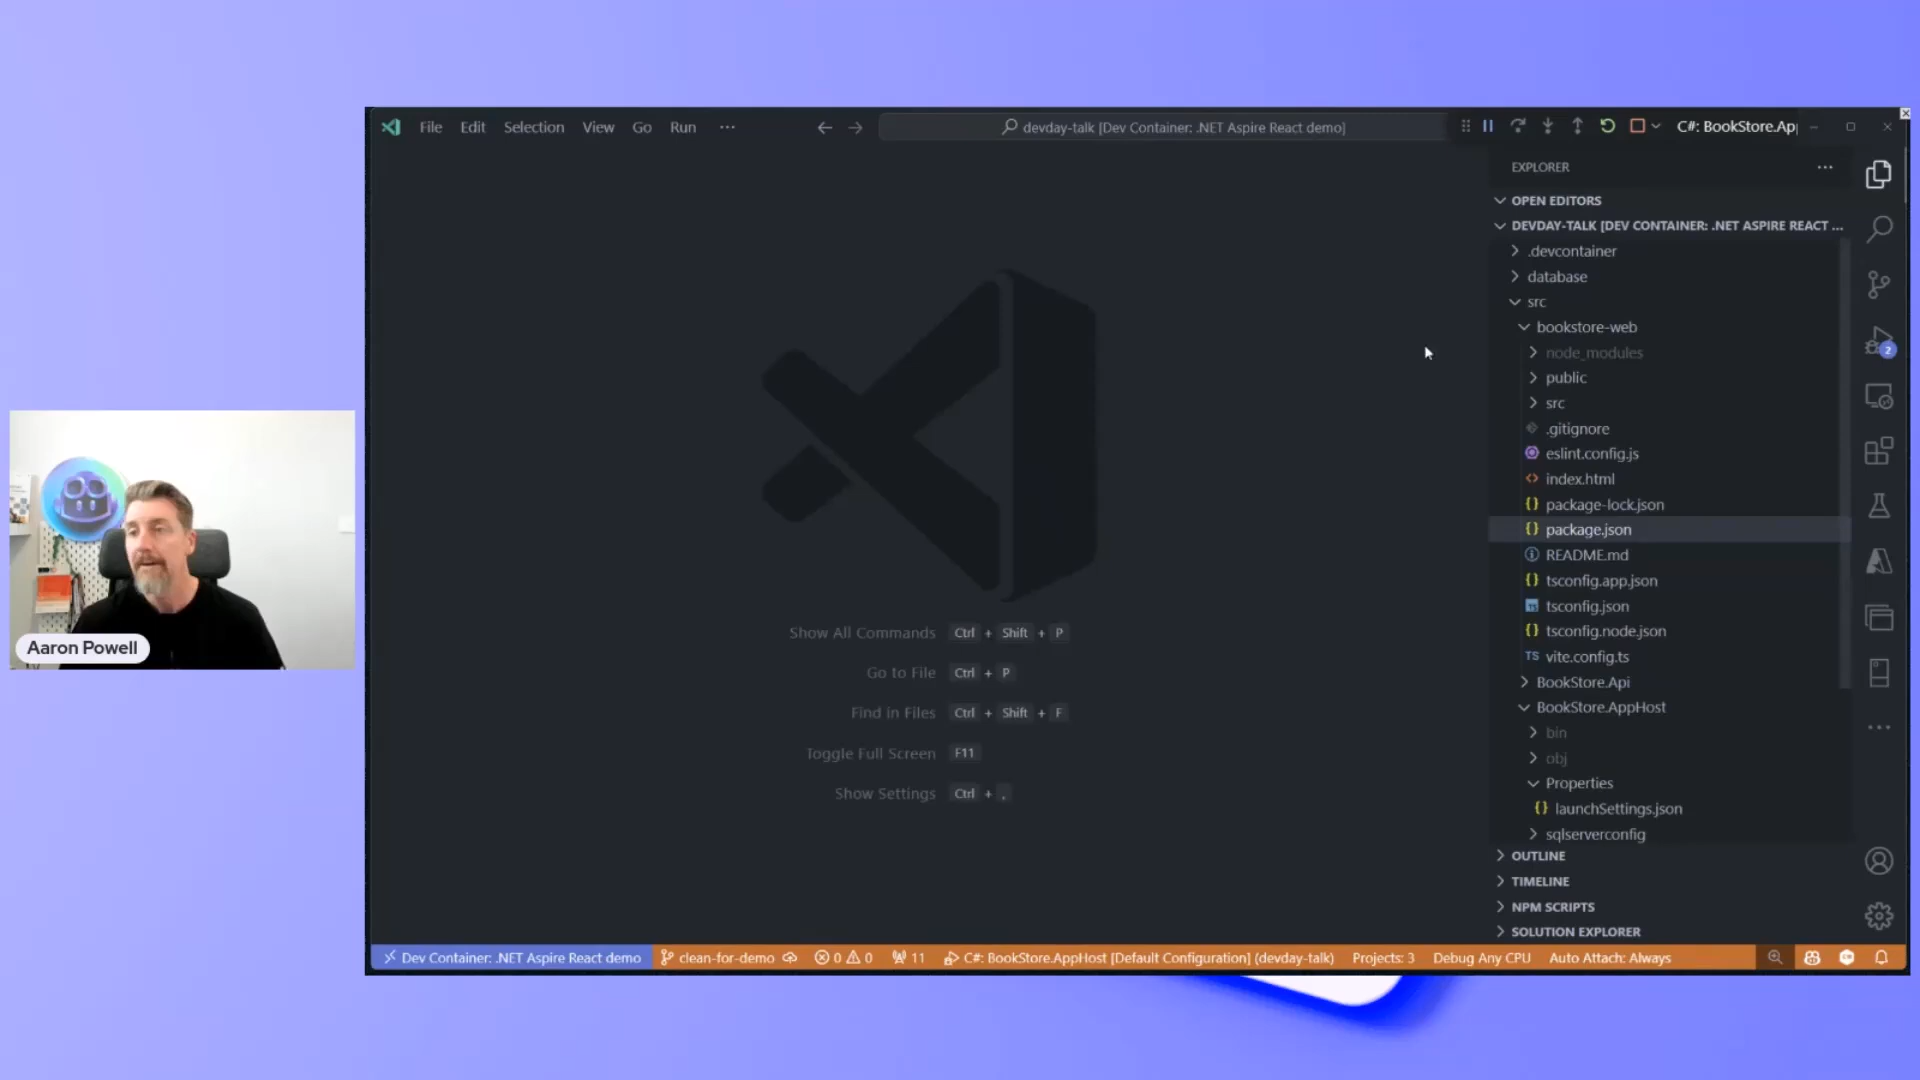 File Edit Selection View Go Run ···
devday-talk [Dev Container: .NET Aspire React demo]
C#: BookStore.Ap
EXPLORER
OPEN EDITORS
DEVDAY-TALK [DEV CONTAINER: .NET ASPIRE REACT ...
.devcontainer
database
src
bookstore-web
node_modules
public
src
.gitignore
eslint.config.js
index.html
package-lock.json
package.json
README.md
tsconfig.app.json
tsconfig.json
tsconfig.node.json
TS vite.config.ts
BookStore.Api
BookStore.AppHost
bin
obj
Properties
launchSettings.json
sqlserverconfig
OUTLINE
TIMELINE
NPM SCRIPTS
SOLUTION EXPLORER
2
Show All Commands Ctrl + Shift + P
Go to File Ctrl + P
Find in Files Ctrl + Shift + F
Toggle Full Screen F11
Show Settings Ctrl + ,
Aaron Powell
Dev Container: .NET Aspire React demo clean-for-demo 0 0 11 C#: BookStore.AppHost [Default Configuration] (devday-talk) Projects: 3 Debug Any CPU Auto Attach: Always